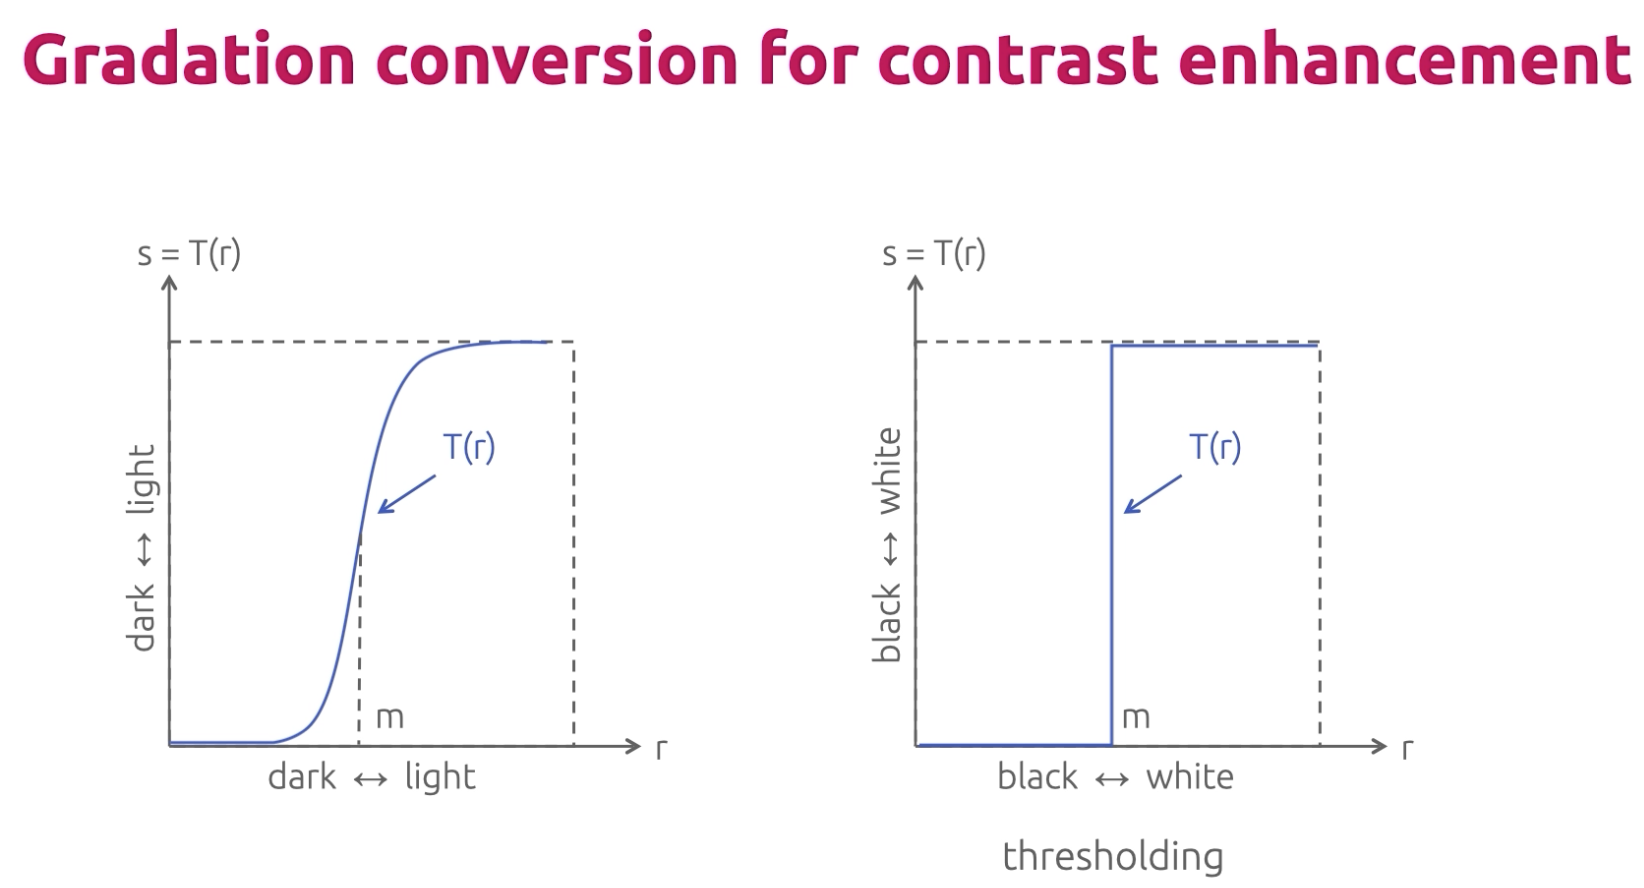 Gradation conversion for contrast enhancement
s = T(r)
dark ↔ light
T(r)
m
r
dark ↔ light
s = T(r)
black ↔ white
T(r)
m
r
black ↔ white
thresholding